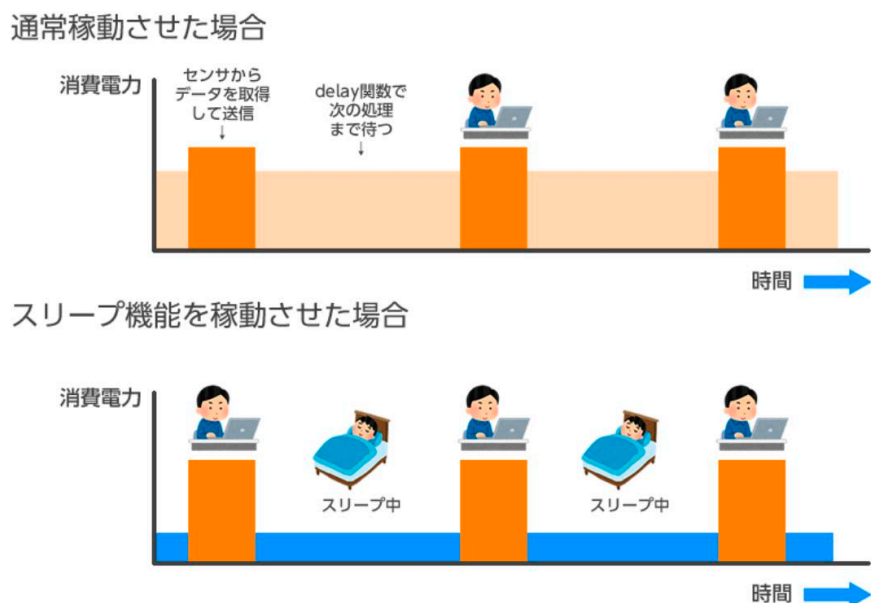 通常稼動させた場合
消費電力
センサから
データを取得
して送信
↓
delay関数で
次の処理
まで待つ
↓
時間
スリープ機能を稼動させた場合
消費電力
スリープ中
スリープ中
時間